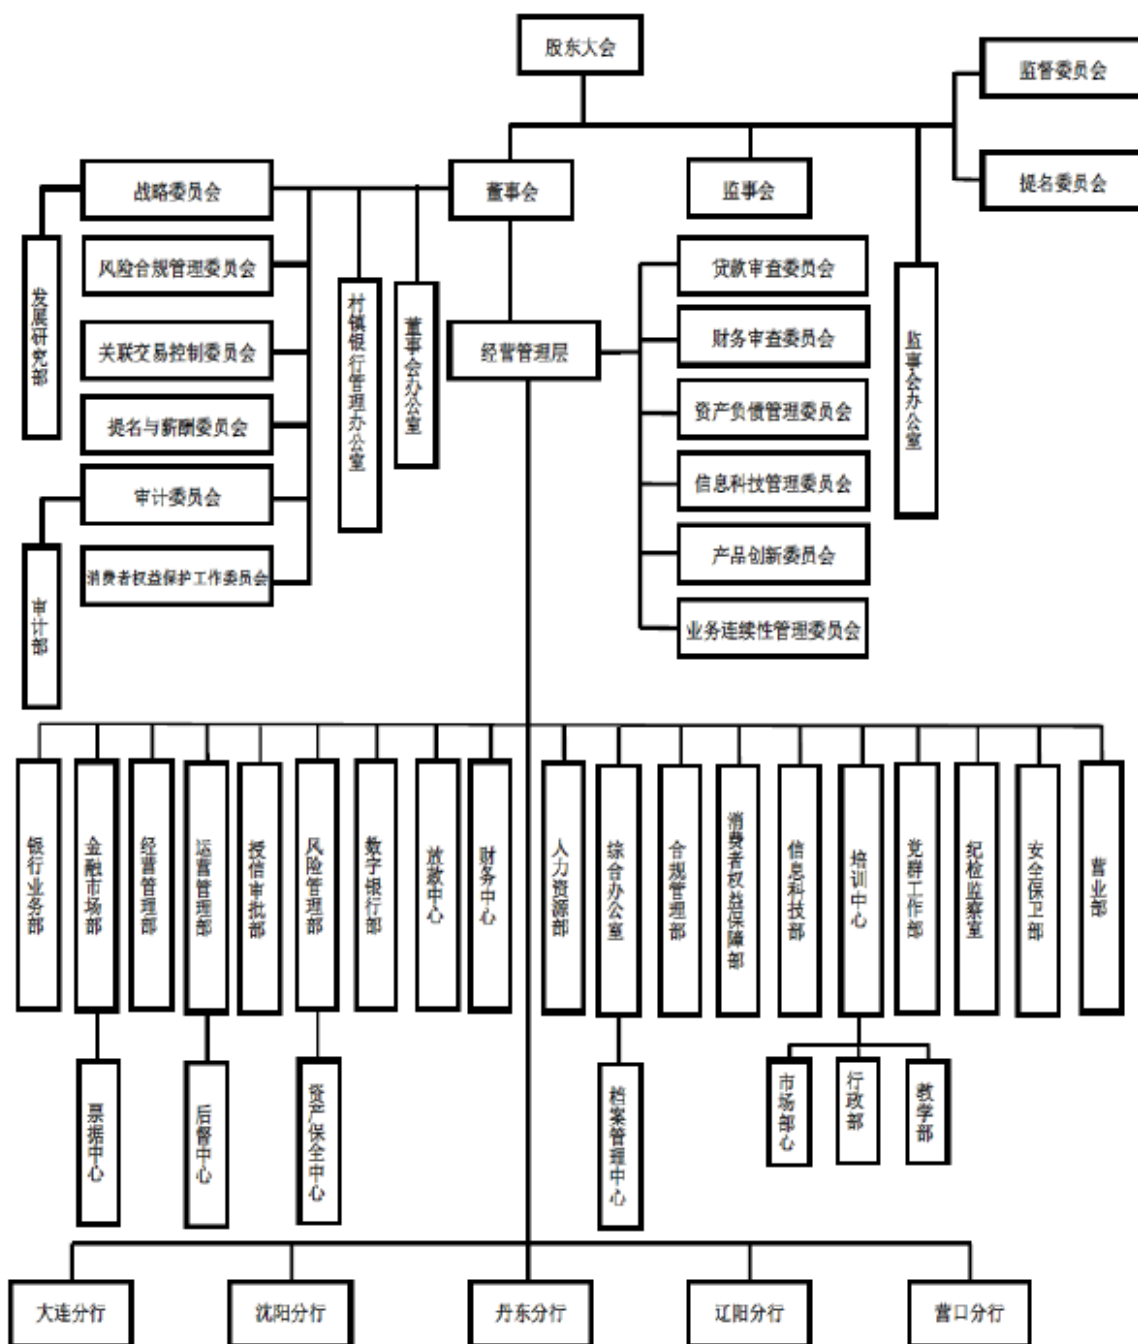 股东大会
监督委员会
提名委员会
战略委员会
董事会
监事会
风险合规管理委员会
贷款审查委员会
发展研究部
村镇银行管理办公室
董事会办公室
监事会办公室
关联交易控制委员会
经营管理层
财务审查委员会
提名与薪酬委员会
资产负债管理委员会
审计委员会
信息科技管理委员会
消费者权益保护工作委员会
产品创新委员会
审计部
业务连续性管理委员会
银行业务部
金融市场部
经营管理部
运营管理部
授信审批部
风险管理部
数字银行部
放款中心
财务中心
人力资源部
综合办公室
合规管理部
消费者权益保障部
信息科技部
培训中心
党群工作部
纪检监察室
安全保卫部
营业部
票据中心
后督中心
资产保全中心
档案管理中心
市场部心
行政部
教学部
大连分行
沈阳分行
丹东分行
辽阳分行
营口分行